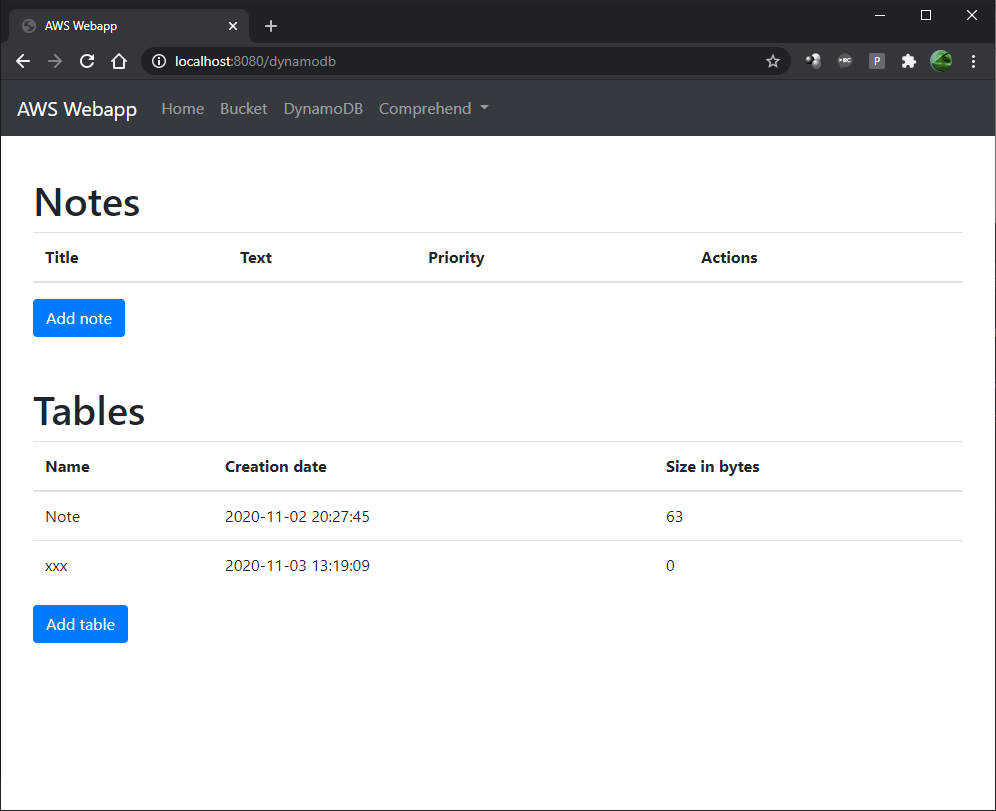 AWS Webapp
localhost:8080/dynamodb
RC P
AWS Webapp Home Bucket DynamoDB Comprehend
Notes
Title Text Priority Actions
Add note
Tables
Name Creation date Size in bytes
Note 2020-11-02 20:27:45 63
xxx 2020-11-03 13:19:09 0
Add table